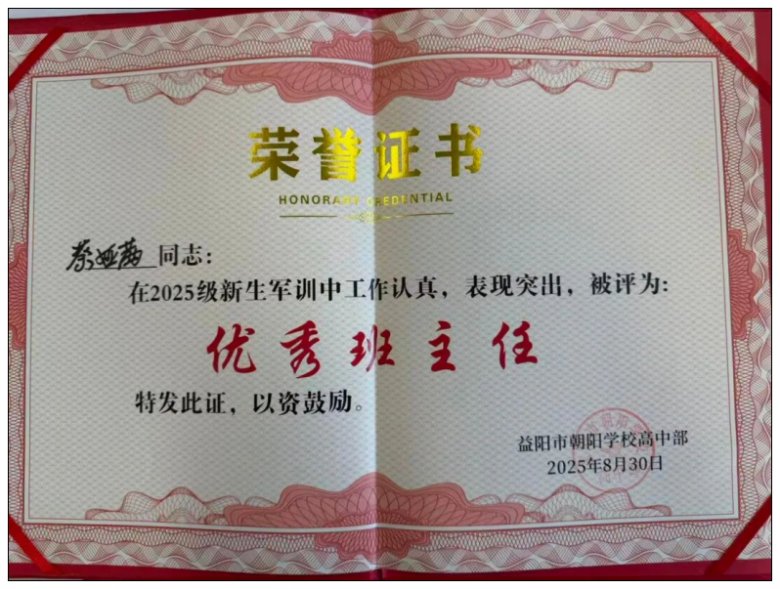 荣誉证书
HONORARY CREDENTIAL
蔡娅茜同志：
在2025级新生军训中工作认真，表现突出，被评为：
优秀班主任
特发此证，以资鼓励。
益阳市朝阳学校高中部
2025年8月30日